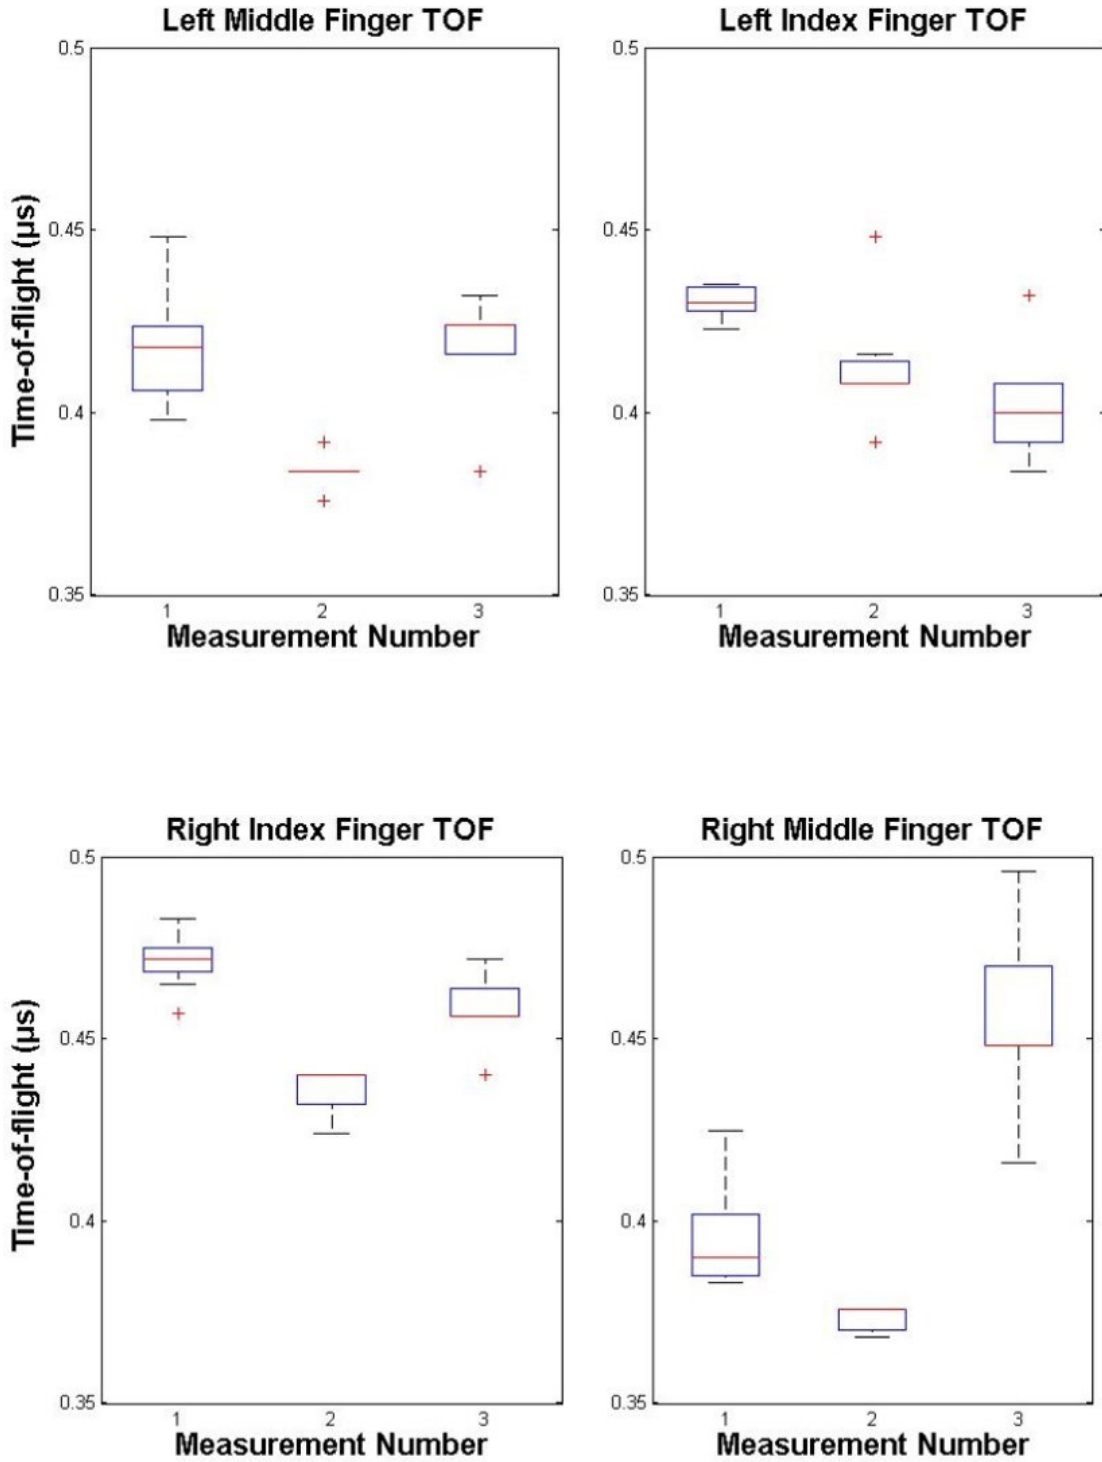 Left Middle Finger TOF
Left Index Finger TOF
Time-of-flight (µs)
0.5
0.45
0.4
0.35
1 2 3
Measurement Number
0.5
0.45
0.4
0.35
1 2 3
Measurement Number
Right Index Finger TOF
Right Middle Finger TOF
Time-of-flight (µs)
0.5
0.45
0.4
0.35
1 2 3
Measurement Number
0.5
0.45
0.4
0.35
1 2 3
Measurement Number